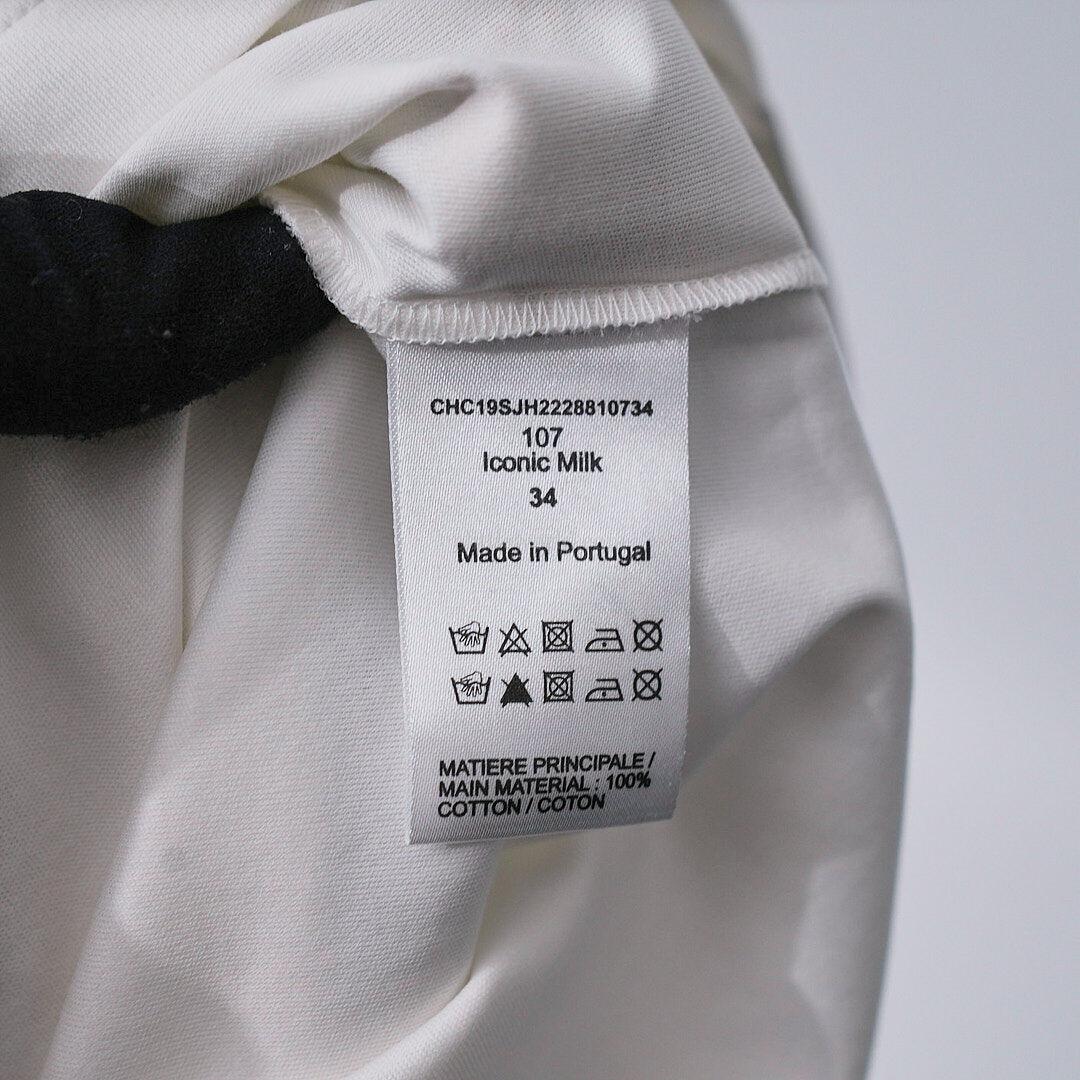 CHC19SJH2228810734
107
Iconic Milk
34
Made in Portugal
MATIERE PRINCIPALE /
MAIN MATERIAL : 100%
COTTON / COTON